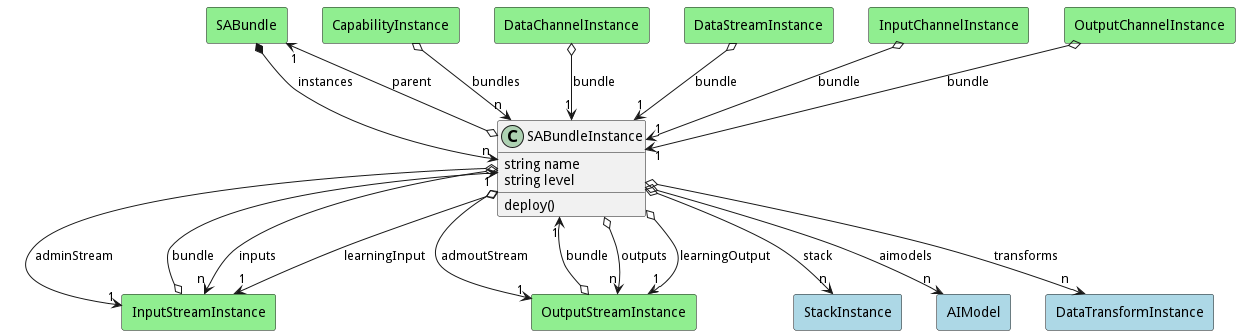 SABundle
CapabilityInstance
DataChannelInstance
DataStreamInstance
InputChannelInstance
OutputChannelInstance
1
instances
parent
bundles
bundle
bundle
bundle
bundle
n
1
1
1
1
n
C SABundleInstance
string name
string level
deploy()
1
1
adminStream
bundle
inputs
learningInput
admoutStream
bundle
outputs
learningOutput
stack
aimodels
transforms
1
n
1
1
n
1
n
n
n
InputStreamInstance
OutputStreamInstance
StackInstance
AIModel
DataTransformInstance